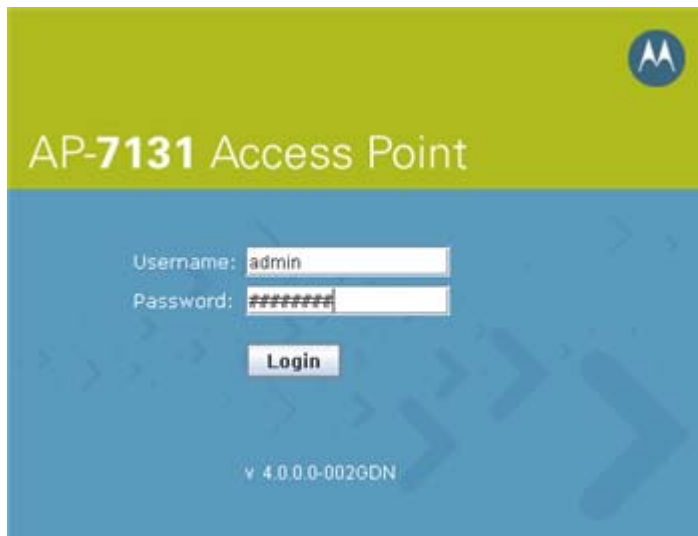 AP-7131 Access Point
Username: admin
Password: ########
Login
v 4.0.0.0-002GDN